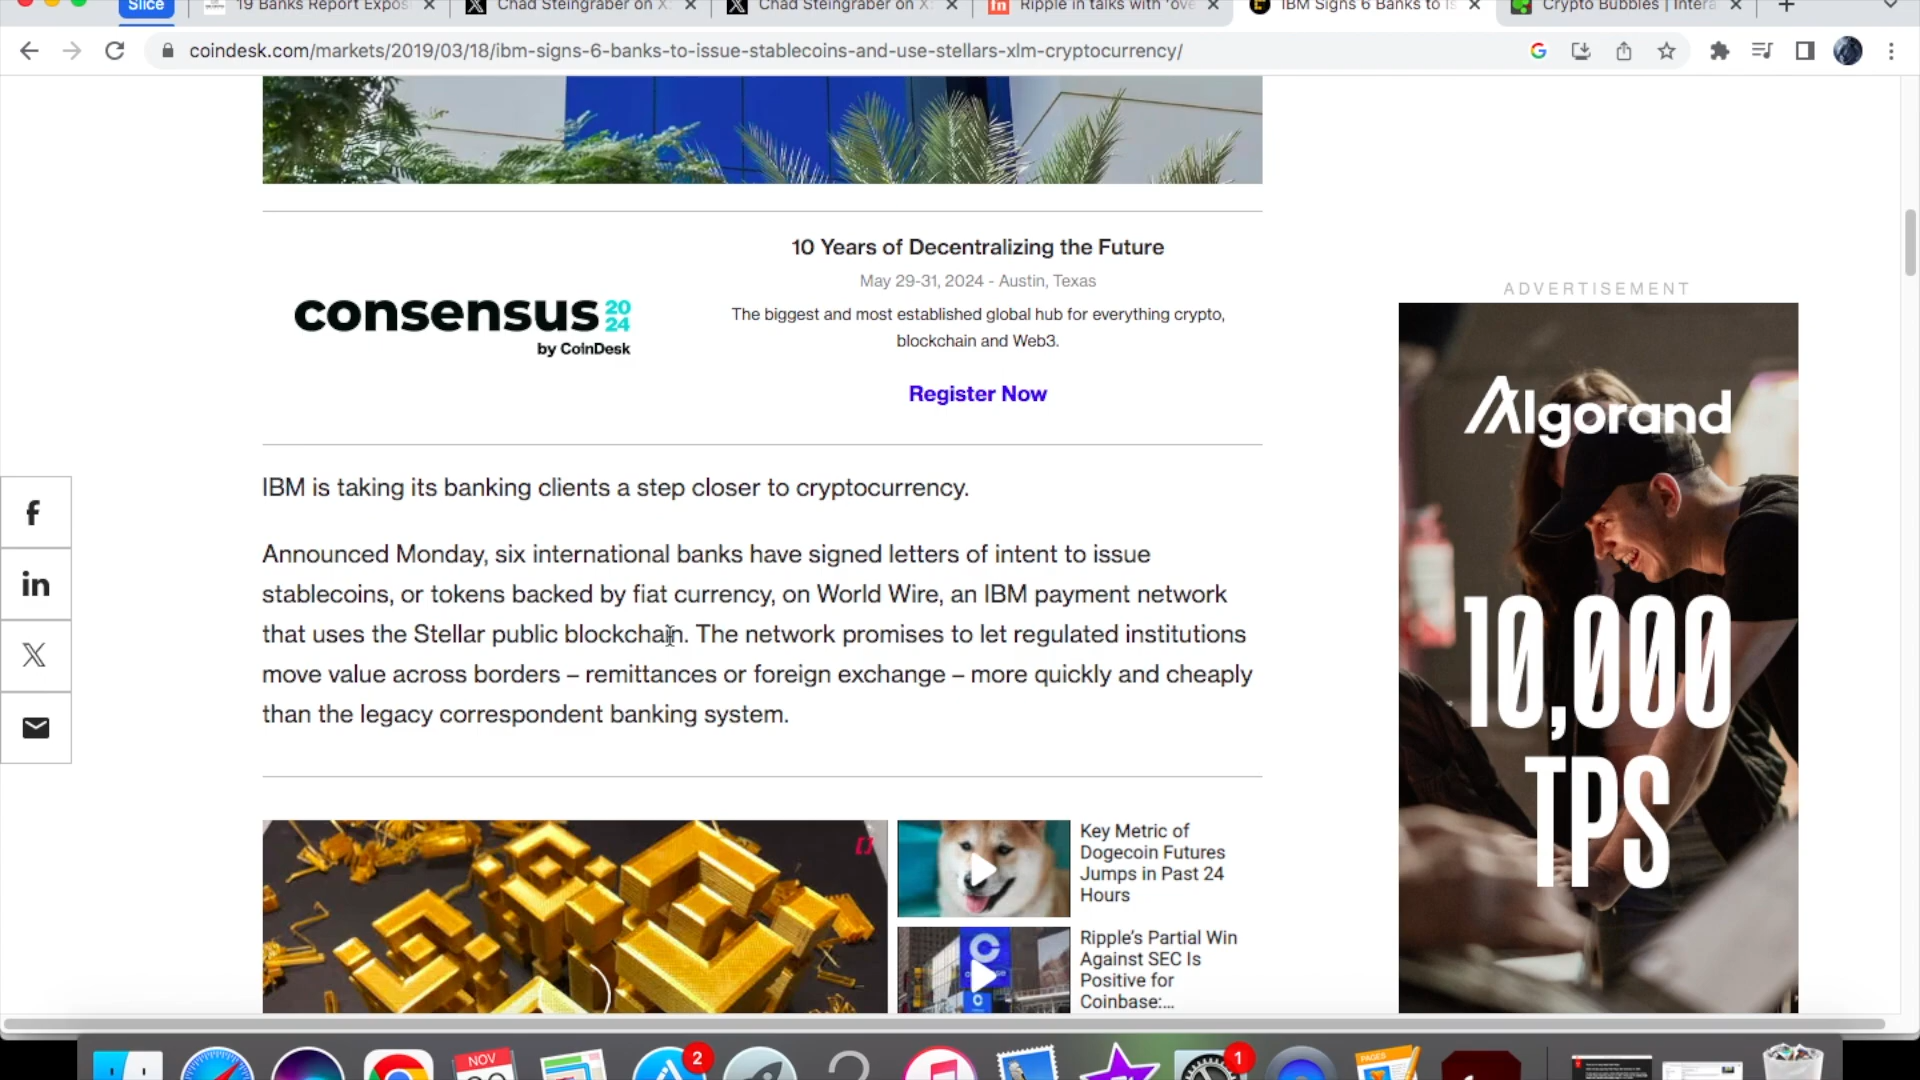 Slice
19 Banks Report Expos
Chad Steingraber on X
Chad Steingraber on X
Ripple in talks with 'ove
IBM Signs 6 Banks to Is
Crypto Bubbles | Intera
coindesk.com/markets/2019/03/18/ibm-signs-6-banks-to-issue-stablecoins-and-use-stellars-xlm-cryptocurrency/
10 Years of Decentralizing the Future
May 29-31, 2024 - Austin, Texas
consensus 20 24
by CoinDesk
The biggest and most established global hub for everything crypto,
blockchain and Web3.
Register Now
ADVERTISEMENT
Algorand
10,000
TPS
IBM is taking its banking clients a step closer to cryptocurrency.
Announced Monday, six international banks have signed letters of intent to issue
stablecoins, or tokens backed by fiat currency, on World Wire, an IBM payment network
that uses the Stellar public blockchain. The network promises to let regulated institutions
move value across borders – remittances or foreign exchange – more quickly and cheaply
than the legacy correspondent banking system.
Key Metric of
Dogecoin Futures
Jumps in Past 24
Hours
Ripple's Partial Win
Against SEC Is
Positive for
Coinbase:...
NOV
2
1
PAGES